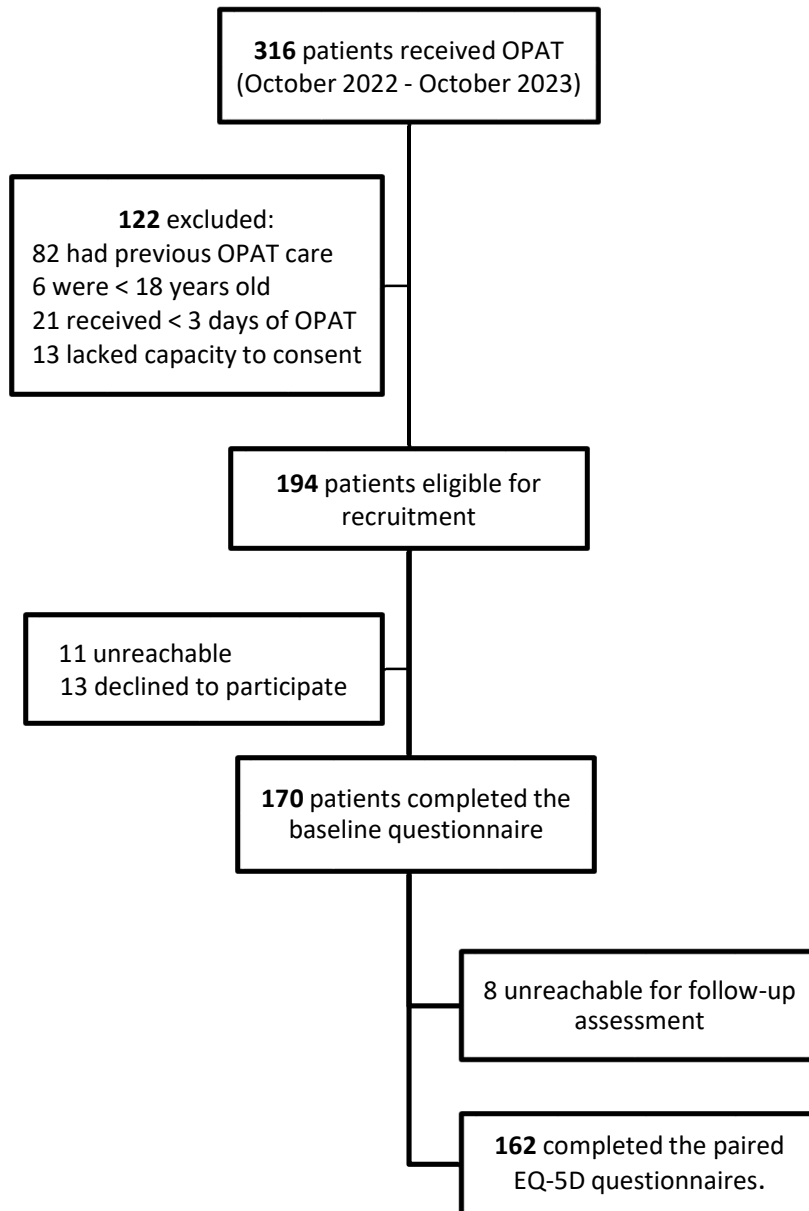 316 patients received OPAT
(October 2022 - October 2023)
122 excluded:
82 had previous OPAT care
6 were < 18 years old
21 received < 3 days of OPAT
13 lacked capacity to consent
194 patients eligible for
recruitment
11 unreachable
13 declined to participate
170 patients completed the
baseline questionnaire
8 unreachable for follow-up
assessment
162 completed the paired
EQ-5D questionnaires.